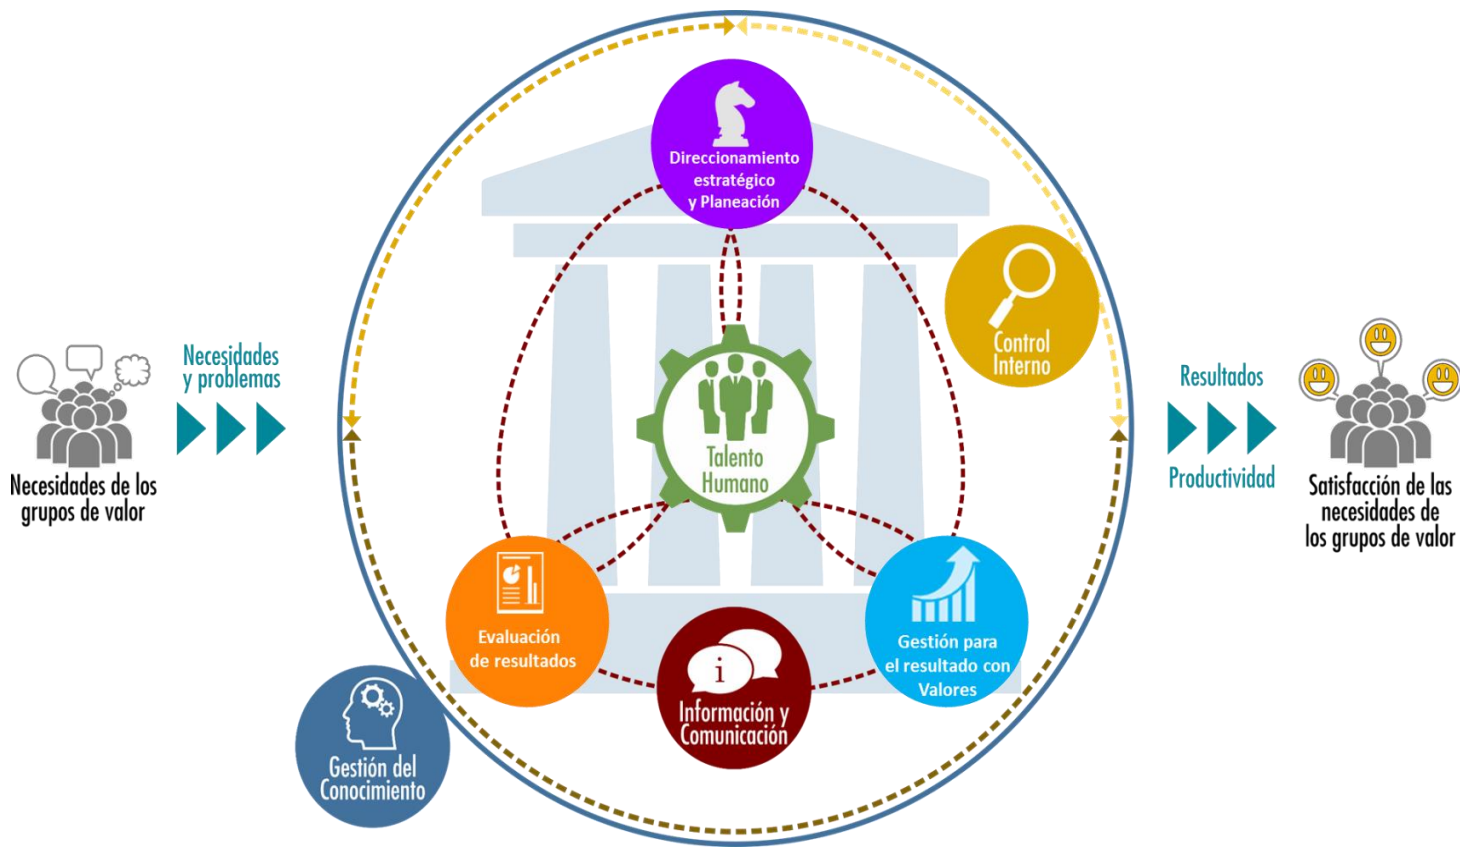 Necesidades de los
grupos de valor
Necesidades
y problemas
Direccionamiento
estratégico
y Planeación
Control
Interno
Talento
Humano
Evaluación
de resultados
i
Información y
Comunicación
Gestión para
el resultado con
Valores
Gestión del
Conocimiento
Resultados
Productividad
Satisfacción de las
necesidades de
los grupos de valor